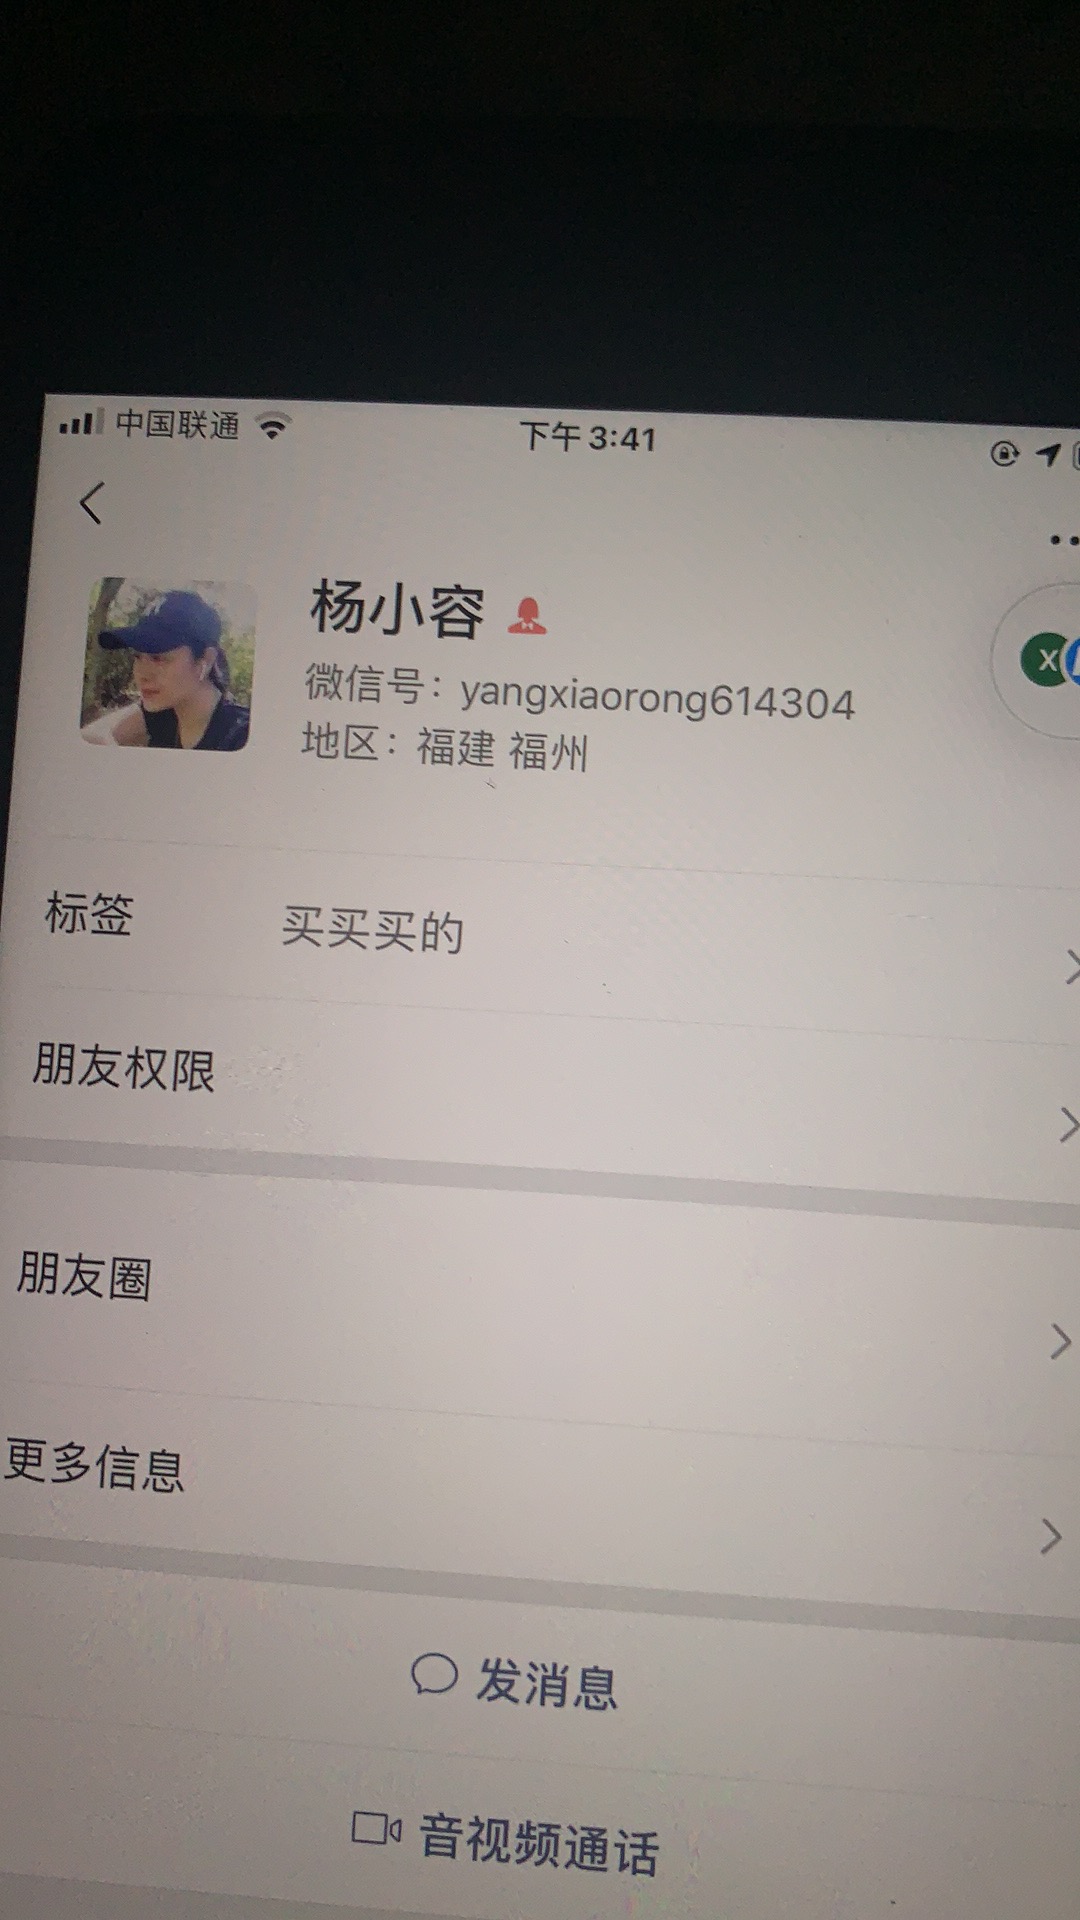 中国联通
下午3:41
杨小容
微信号：yangxiaorong614304
地区：福建 福州
X
标签 买买买的
朋友权限
朋友圈
更多信息
发消息
音视频通话